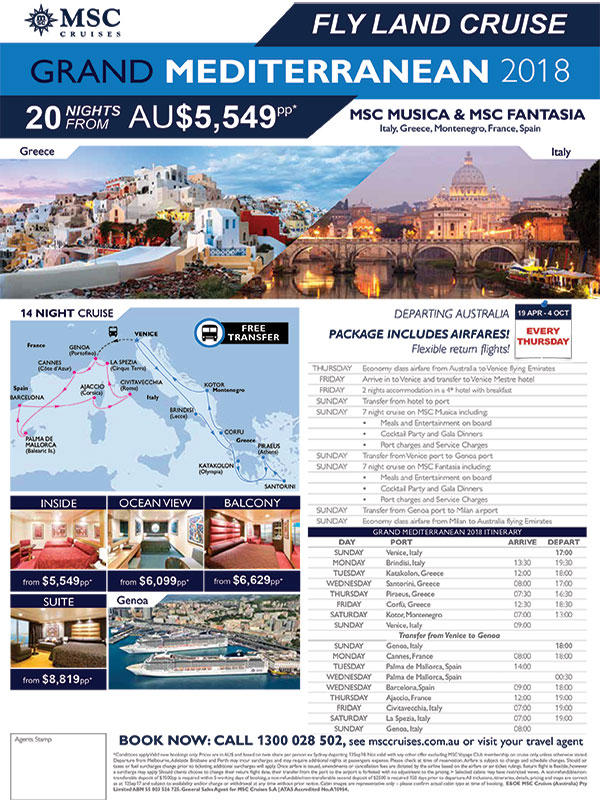 MSC
CRUISES
FLY LAND CRUISE
GRAND MEDITERRANEAN 2018
20 NIGHTS FROM AU$5,549pp*
MSC MUSICA & MSC FANTASIA
Italy, Greece, Montenegro, France, Spain
Greece
Italy
14 NIGHT CRUISE
FREE
TRANSFER
VENICE
France
GENOA
(Portofino)
CANNES
(Côte d'Azur)
LA SPEZIA
(Cinque Terra)
Spain
BARCELONA
AJACCIO
(Corsica)
CIVITAVECCHIA
(Rome)
Italy
KOTOR
Montenegro
BRINDISI
(Lecce)
PALMA DE
MALLORCA
(Balearic Is.)
CORFU
Greece
PIRAEUS
(Athens)
KATAKOLON
(Olympia)
SANTORINI
DEPARTING AUSTRALIA
19 APR - 4 OCT
EVERY
THURSDAY
PACKAGE INCLUDES AIRFARES!
Flexible return flights!
THURSDAY Economy class airfare from Australia to Venice flying Emirates
FRIDAY Arrive in to Venice and transfer to Venice Mestre hotel
FRIDAY 2 nights accommodation in a 4* hotel with breakfast
SUNDAY Transfer from hotel to port
SUNDAY 7 night cruise on MSC Musica including:
• Meals and Entertainment on board
• Cocktail Party and Gala Dinners
• Port charges and Service Charges
SUNDAY Transfer from Venice port to Genoa port
SUNDAY 7 night cruise on MSC Fantasia including:
• Meals and Entertainment on board
• Cocktail Party and Gala Dinners
• Port charges and Service Charges
SUNDAY Transfer from Genoa port to Milan airport
SUNDAY Economy class airfare from Milan to Australia flying Emirates
GRAND MEDITERRANEAN 2018 ITINERARY
DAY PORT ARRIVE DEPART
SUNDAY Venice, Italy 17:00
MONDAY Brindisi, Italy 13:30 19:30
TUESDAY Katakolon, Greece 12:00 18:00
WEDNESDAY Santorini, Greece 08:00 17:00
THURSDAY Piraeus, Greece 07:30 16:30
FRIDAY Corfù, Greece 12:30 18:30
SATURDAY Kotor, Montenegro 07:00 13:00
SUNDAY Venice, Italy 09:00
Transfer from Venice to Genoa
SUNDAY Genoa, Italy 18:00
MONDAY Cannes, France 08:00 18:00
TUESDAY Palma de Mallorca, Spain 14:00
WEDNESDAY Palma de Mallorca, Spain 00:30
WEDNESDAY Barcelona, Spain 09:00 18:00
THURSDAY Ajaccio, France 12:00 19:00
FRIDAY Civitavecchia, Italy 07:00 19:00
SATURDAY La Spezia, Italy 07:00 19:00
SUNDAY Genoa, Italy 08:00
INSIDE
from $5,549pp*
OCEAN VIEW
from $6,099pp*
BALCONY
from $6,629pp*
SUITE
from $8,819pp*
Genoa
Agents Stamp
BOOK NOW: CALL 1300 028 502, see msccruises.com.au or visit your travel agent